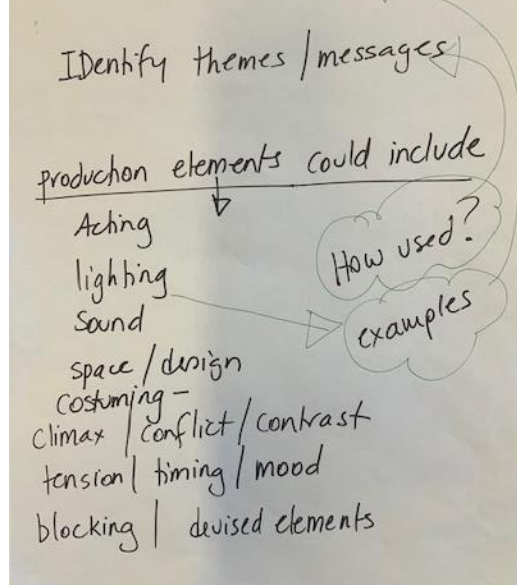 IDentify themes / messages
production elements could include
Acting
lighting
Sound
space / design
costuming -
climax / conflict / contrast
tension / timing / mood
blocking / devised elements
How used?
examples